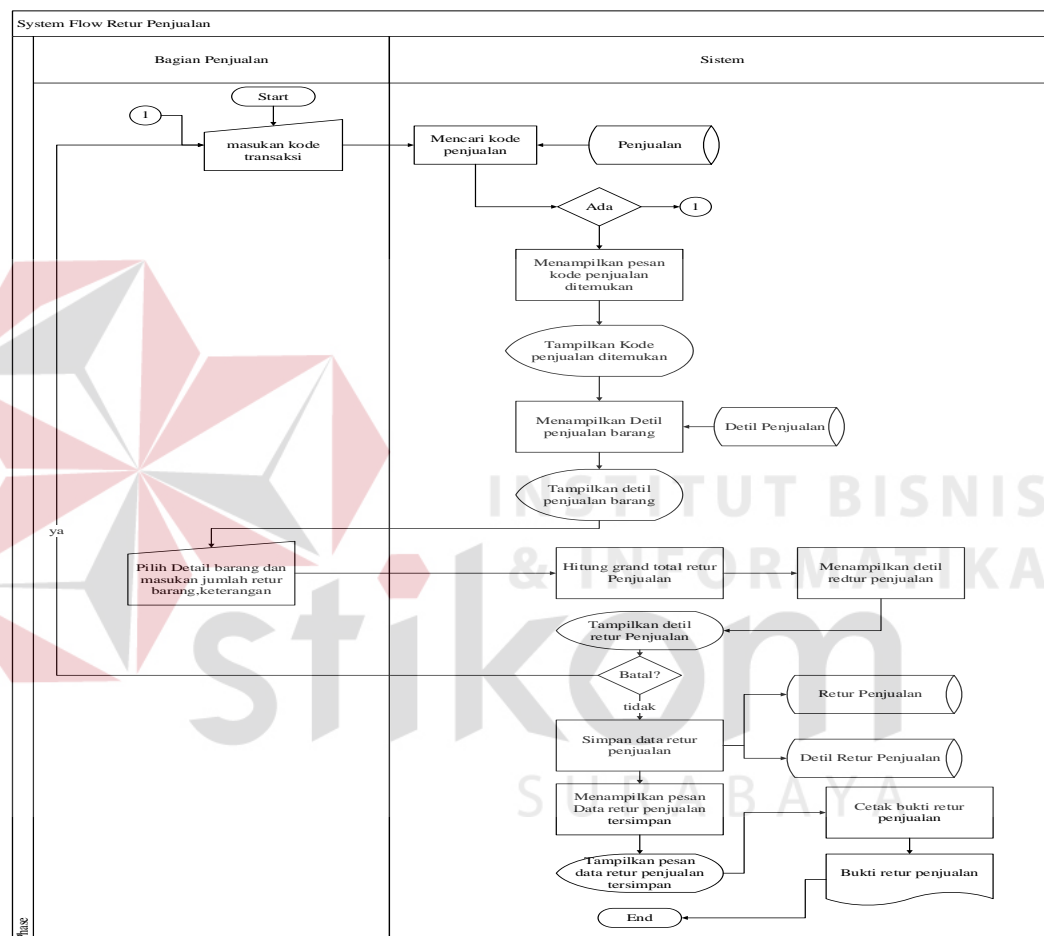 System Flow Retur Penjualan
Bagian Penjualan
Sistem
Start
1
masukan kode
transaksi
Mencari kode
penjualan
Penjualan
Ada
1
Menampilkan pesan
kode penjualan
ditemukan
Tampilkan Kode
penjualan ditemukan
Menampilkan Detil
penjualan barang
Detil Penjualan
Tampilkan detil
penjualan barang
INSTITUT BISNIS
& INFORMATIKA
stikom
SURABAYA
ya
Pilih Detail barang dan
masukan jumlah retur
barang,keterangan
Hitung grand total retur
Penjualan
Menampilkan detil
redtur penjualan
Tampilkan detil
retur Penjualan
Batal?
tidak
Retur Penjualan
Simpan data retur
penjualan
Detil Retur Penjualan
Menampilkan pesan
Data retur penjualan
tersimpan
Cetak bukti retur
penjualan
Tampilkan pesan
data retur penjualan
tersimpan
Bukti retur penjualan
End
Phase